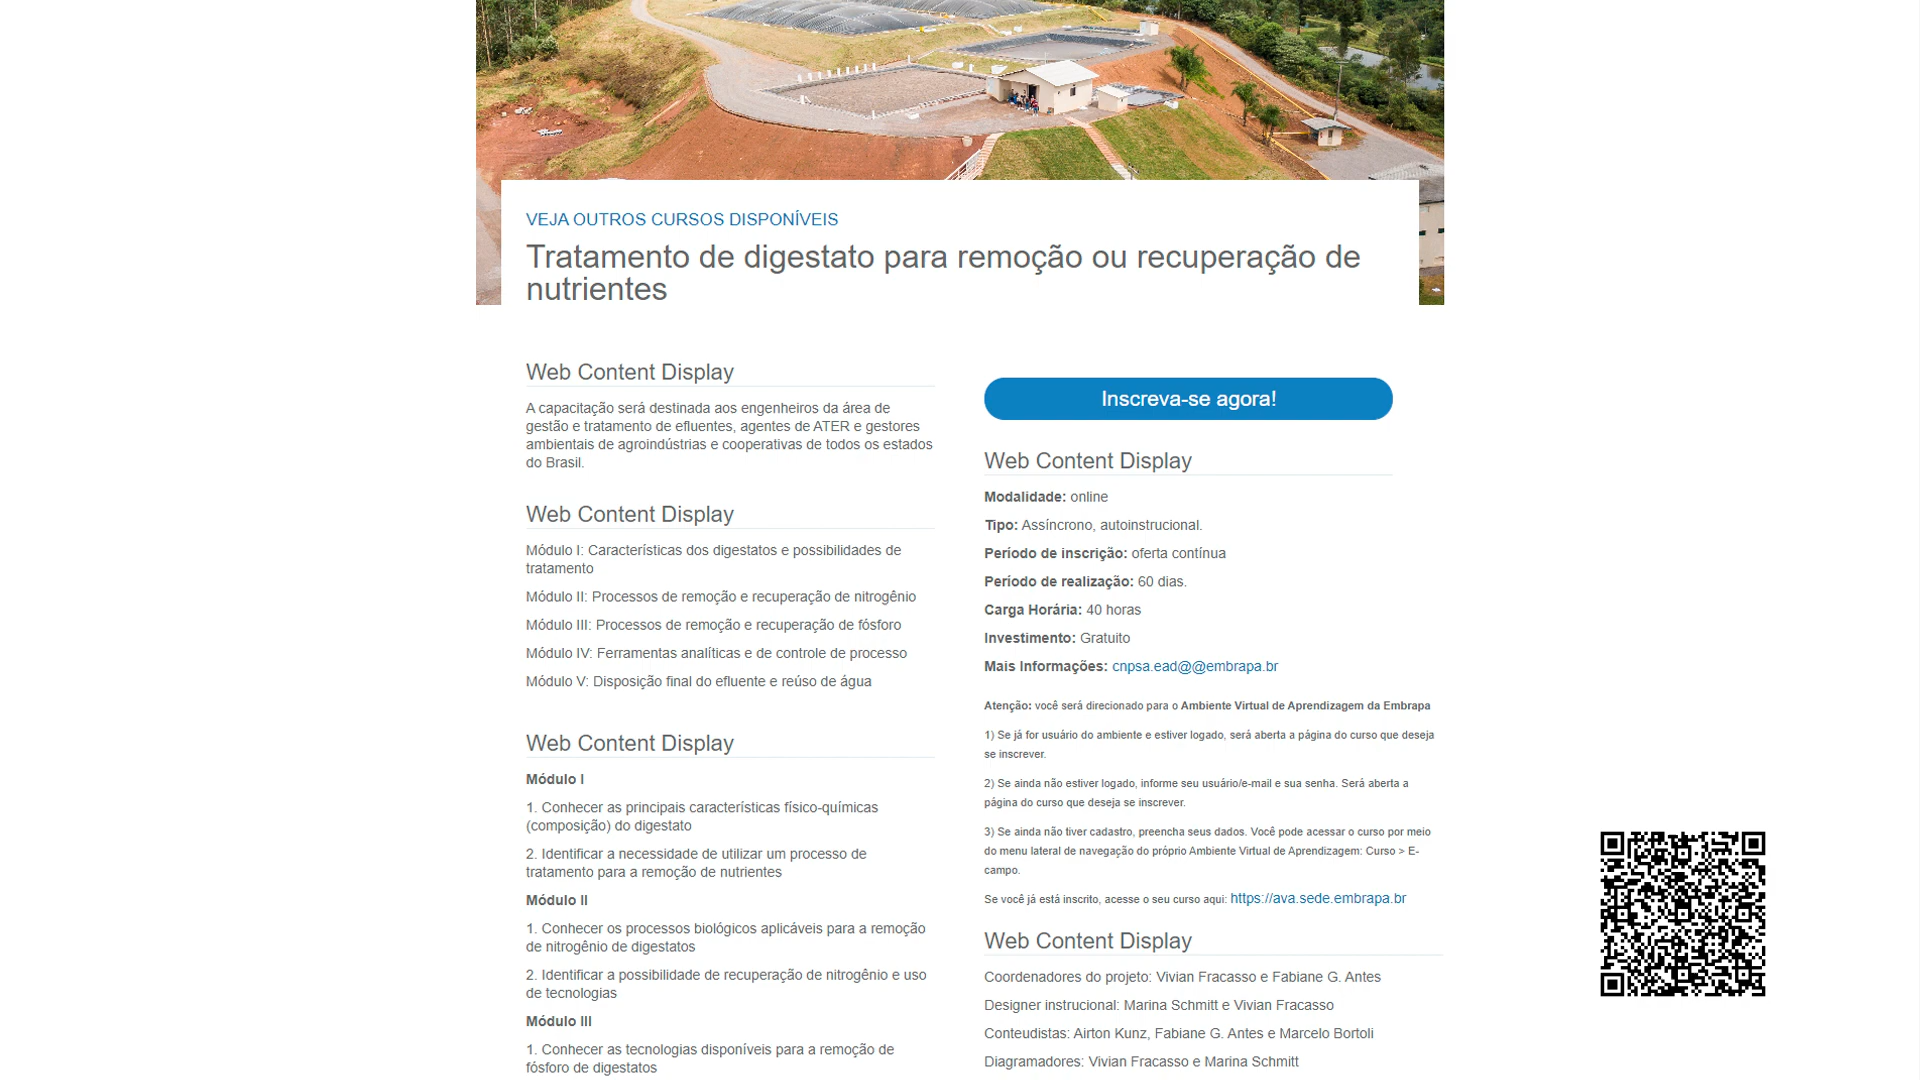 VEJA OUTROS CURSOS DISPONÍVEIS
Tratamento de digestato para remoção ou recuperação de
nutrientes
Web Content Display
A capacitação será destinada aos engenheiros da área de
gestão e tratamento de efluentes, agentes de ATER e gestores
ambientais de agroindústrias e cooperativas de todos os estados
do Brasil.
Web Content Display
Módulo I: Características dos digestatos e possibilidades de
tratamento
Módulo II: Processos de remoção e recuperação de nitrogênio
Módulo III: Processos de remoção e recuperação de fósforo
Módulo IV: Ferramentas analíticas e de controle de processo
Módulo V: Disposição final do efluente e reúso de água
Web Content Display
Módulo I
1. Conhecer as principais características físico-químicas
(composição) do digestato
2. Identificar a necessidade de utilizar um processo de
tratamento para a remoção de nutrientes
Módulo II
1. Conhecer os processos biológicos aplicáveis para a remoção
de nitrogênio de digestatos
2. Identificar a possibilidade de recuperação de nitrogênio e uso
de tecnologias
Módulo III
1. Conhecer as tecnologias disponíveis para a remoção de
fósforo de digestatos
Inscreva-se agora!
Web Content Display
Modalidade: online
Tipo: Assíncrono, autoinstrucional.
Período de inscrição: oferta contínua
Período de realização: 60 dias.
Carga Horária: 40 horas
Investimento: Gratuito
Mais Informações: cnpsa.ead@@embrapa.br
Atenção: você será direcionado para o Ambiente Virtual de Aprendizagem da Embrapa
1) Se já for usuário do ambiente e estiver logado, será aberta a página do curso que deseja
se inscrever.
2) Se ainda não estiver logado, informe seu usuário/e-mail e sua senha. Será aberta a
página do curso que deseja se inscrever.
3) Se ainda não tiver cadastro, preencha seus dados. Você pode acessar o curso por meio
do menu lateral de navegação do próprio Ambiente Virtual de Aprendizagem: Curso > E-
campo.
Se você já está inscrito, acesse o seu curso aqui: https://ava.sede.embrapa.br
Web Content Display
Coordenadores do projeto: Vivian Fracasso e Fabiane G. Antes
Designer instrucional: Marina Schmitt e Vivian Fracasso
Conteudistas: Airton Kunz, Fabiane G. Antes e Marcelo Bortoli
Diagramadores: Vivian Fracasso e Marina Schmitt